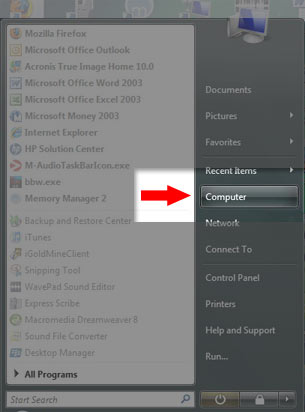 Mozilla Firefox
Microsoft Office Outlook
Acronis True Image Home 10.0
Microsoft Office Word 2003
Microsoft Office Excel 2003
Microsoft Money 2003
Internet Explorer
HP Solution Center
M-AudioTaskBarIcon.exe
bbw.exe
Memory Manager 2
Backup and Restore Center
iTunes
iGoldMineClient
Snipping Tool
WavePad Sound Editor
Express Scribe
Macromedia Dreamweaver 8
Sound File Converter
Desktop Manager
All Programs
Start Search
Documents
Pictures
Favorites
Recent Items
Computer
Network
Connect To
Control Panel
Printers
Help and Support
Run...